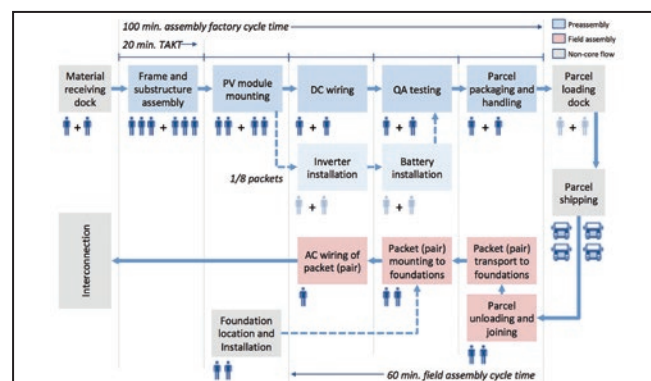 100 min. assembly factory cycle time
Preassembly
Field assembly
Non-core flow
20 min. TAKT
Material
receiving
dock
Frame and
substructure
assembly
PV module
mounting
DC wiring
QA testing
Parcel
packaging
and handling
Parcel
loading
dock
+
+
+
+
+
+
+
1/8 packets
Inverter
installation
Battery
installation
+
+
Parcel
shipping
Interconnection
AC wiring of
packet (pair)
Packet (pair)
mounting to
foundations
Packet (pair)
transport to
foundations
Foundation
location and
Installation
Parcel
unloading and
joining
60 min. field assembly cycle time